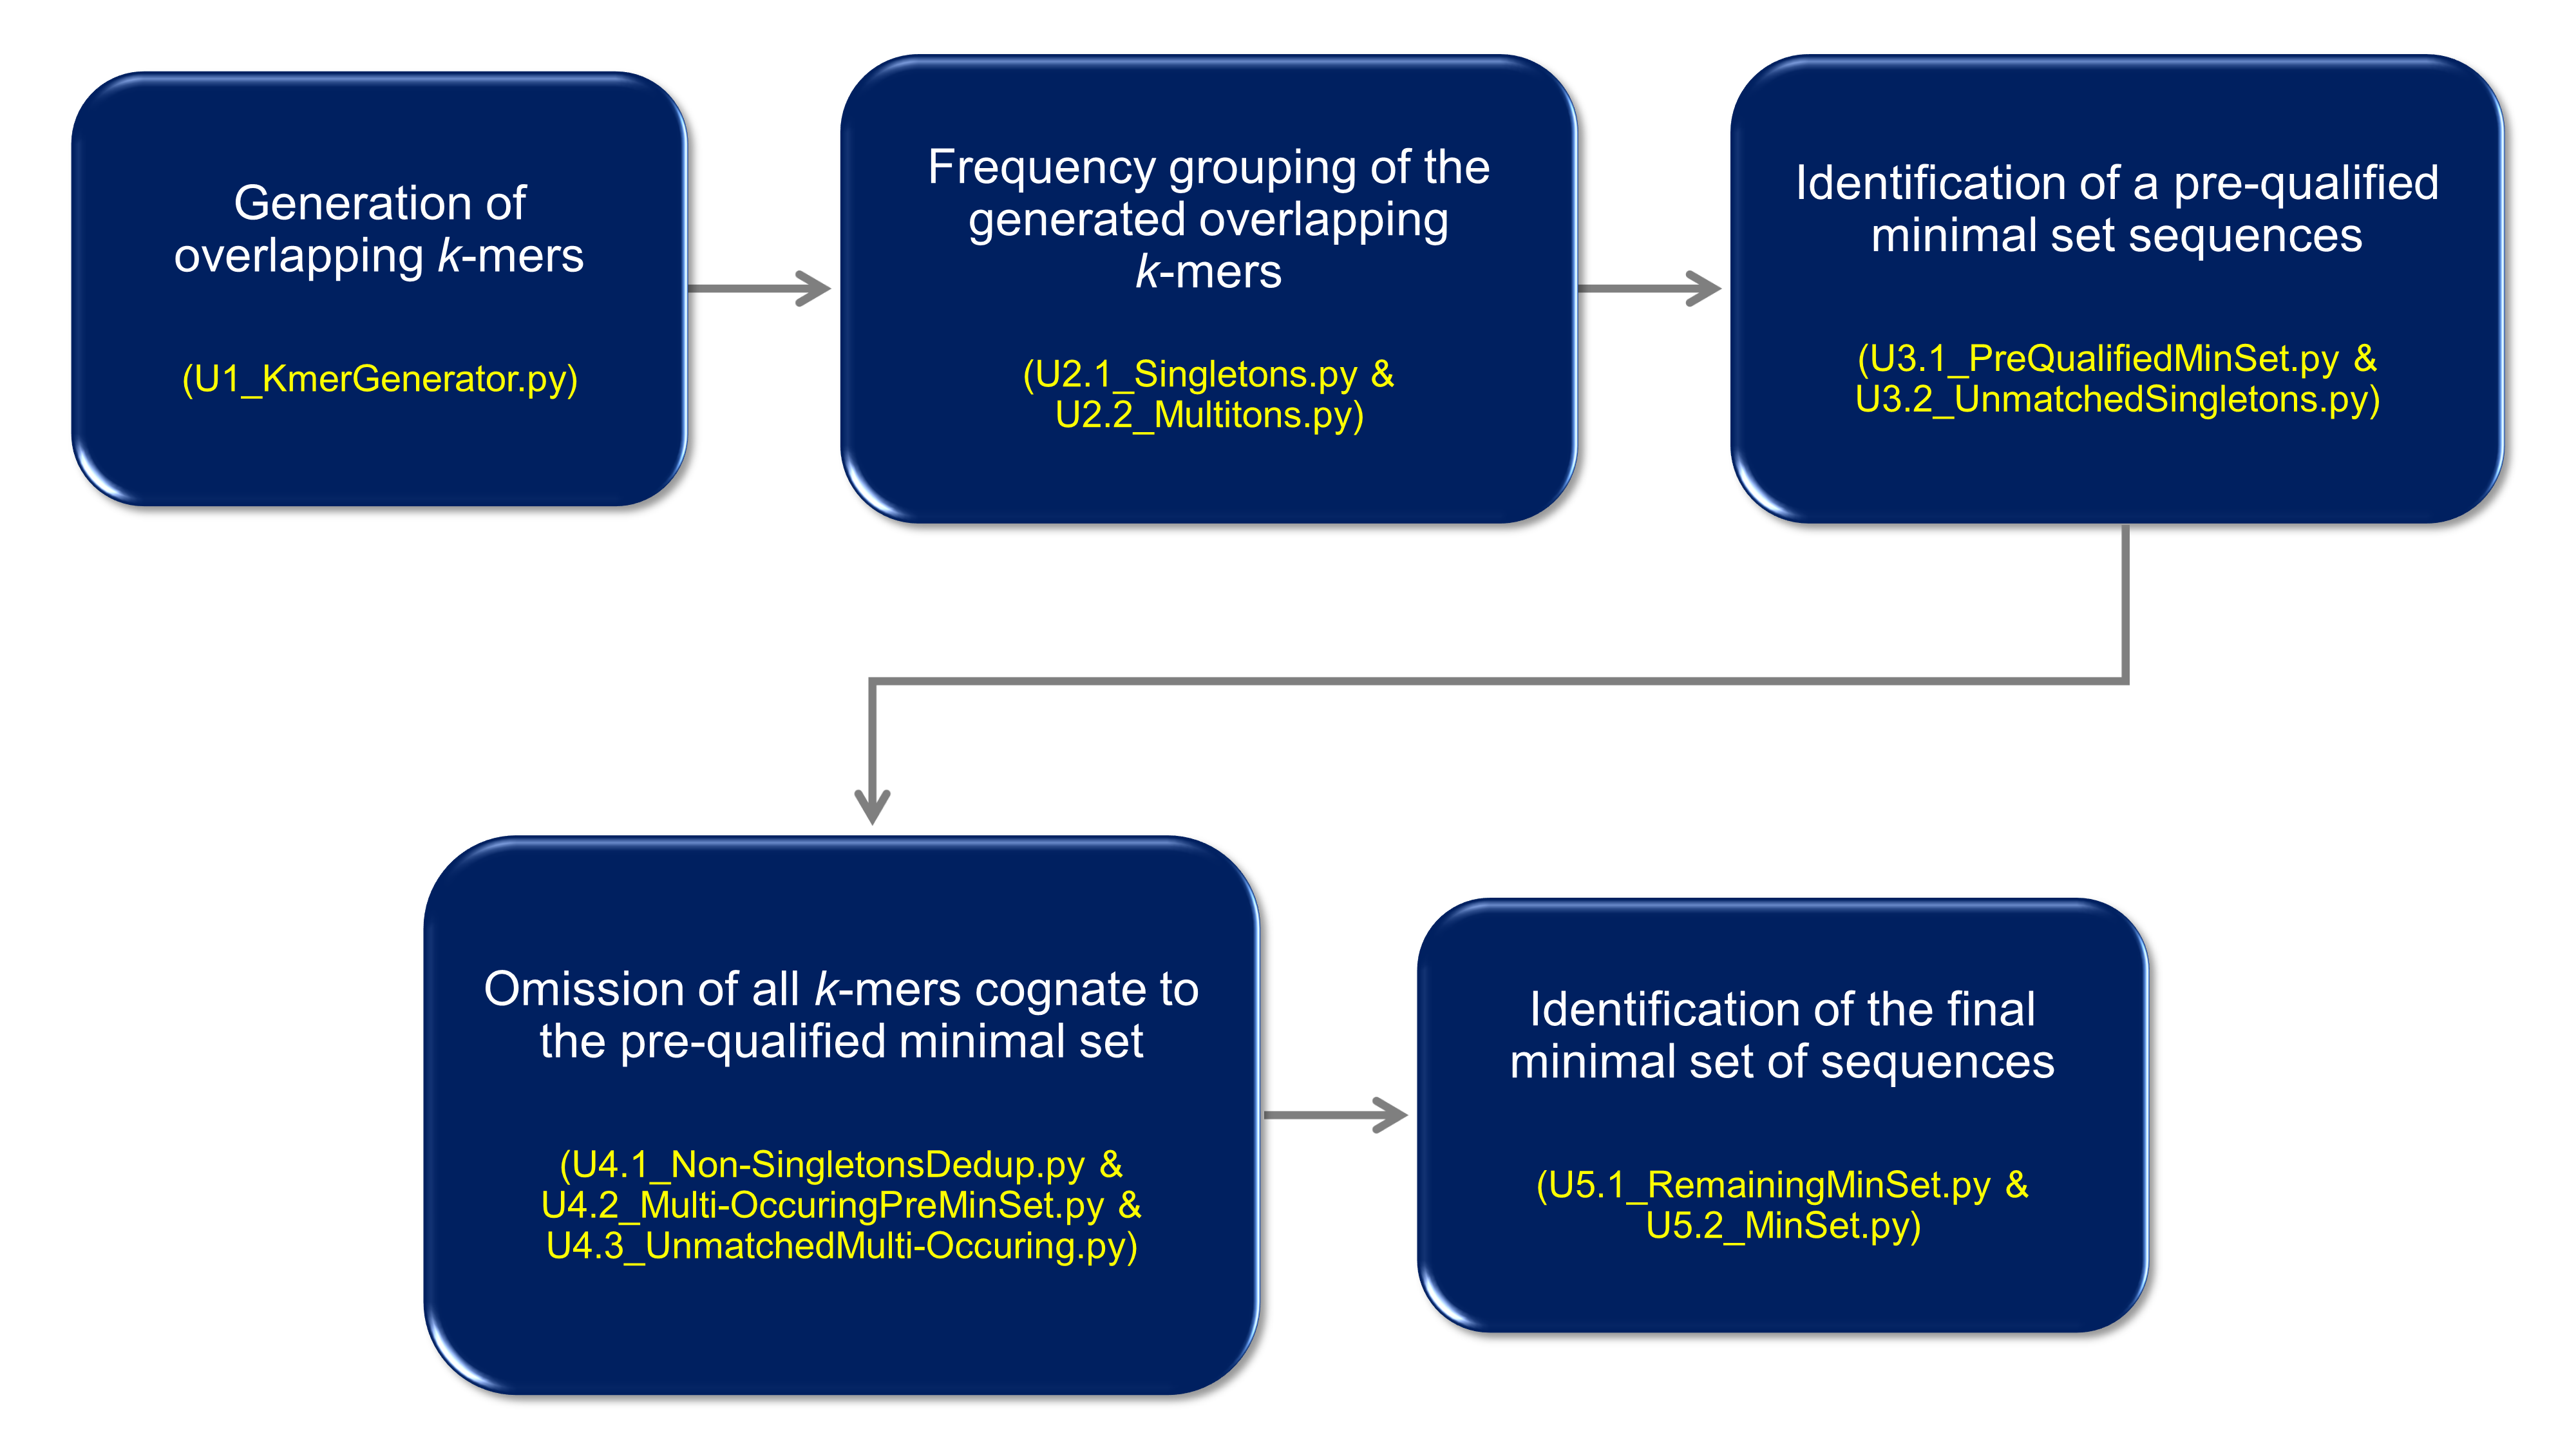 Generation of
overlapping k-mers
(U1_KmerGenerator.py)
Frequency grouping of the
generated overlapping
k-mers
(U2.1_Singletons.py &
U2.2_Multitons.py)
Identification of a pre-qualified
minimal set sequences
(U3.1_PreQualifiedMinSet.py &
U3.2_UnmatchedSingletons.py)
Omission of all k-mers cognate to
the pre-qualified minimal set
(U4.1_Non-SingletonsDedup.py &
U4.2_Multi-OccuringPreMinSet.py &
U4.3_UnmatchedMulti-Occuring.py)
Identification of the final
minimal set of sequences
(U5.1_RemainingMinSet.py &
U5.2_MinSet.py)